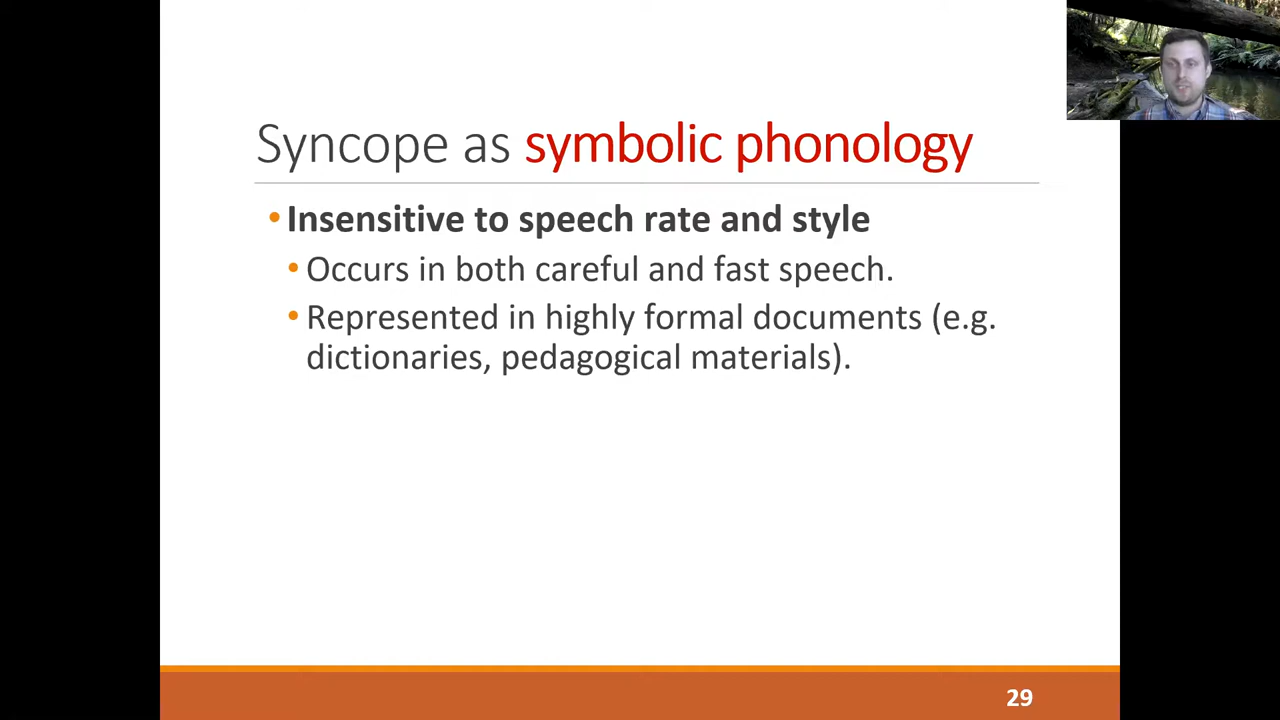 Syncope as symbolic phonology
•Insensitive to speech rate and style
•Occurs in both careful and fast speech.
•Represented in highly formal documents (e.g.
dictionaries, pedagogical materials).
29